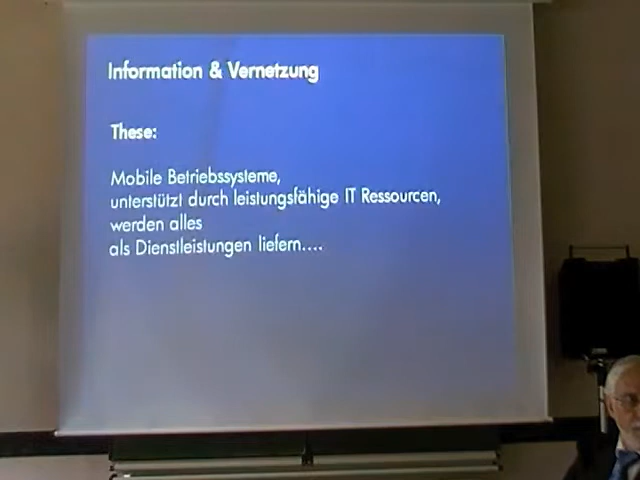 Information & Vernetzung
These:
Mobile Betriebssysteme,
unterstützt durch leistungsfähige IT Ressourcen,
werden alles
als Dienstleistungen liefern....